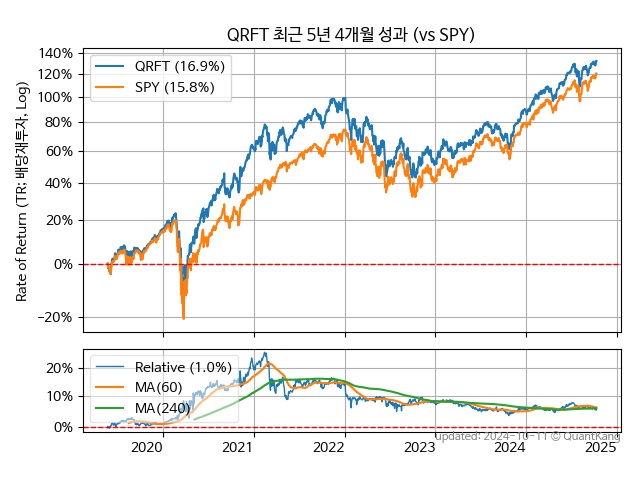 QRFT 최근 5년 4개월 성과 (vs SPY)
Rate of Return (TR: 배당재투자, Log)
140%
120%
100%
80%
60%
40%
20%
0%
−20%
QRFT (16.9%)
SPY (15.8%)
20%
10%
0%
Relative (1.0%)
MA(60)
MA(240)
2020 2021 2022 2023 2024 2025
updated: 2024-10-11 © QuantKang